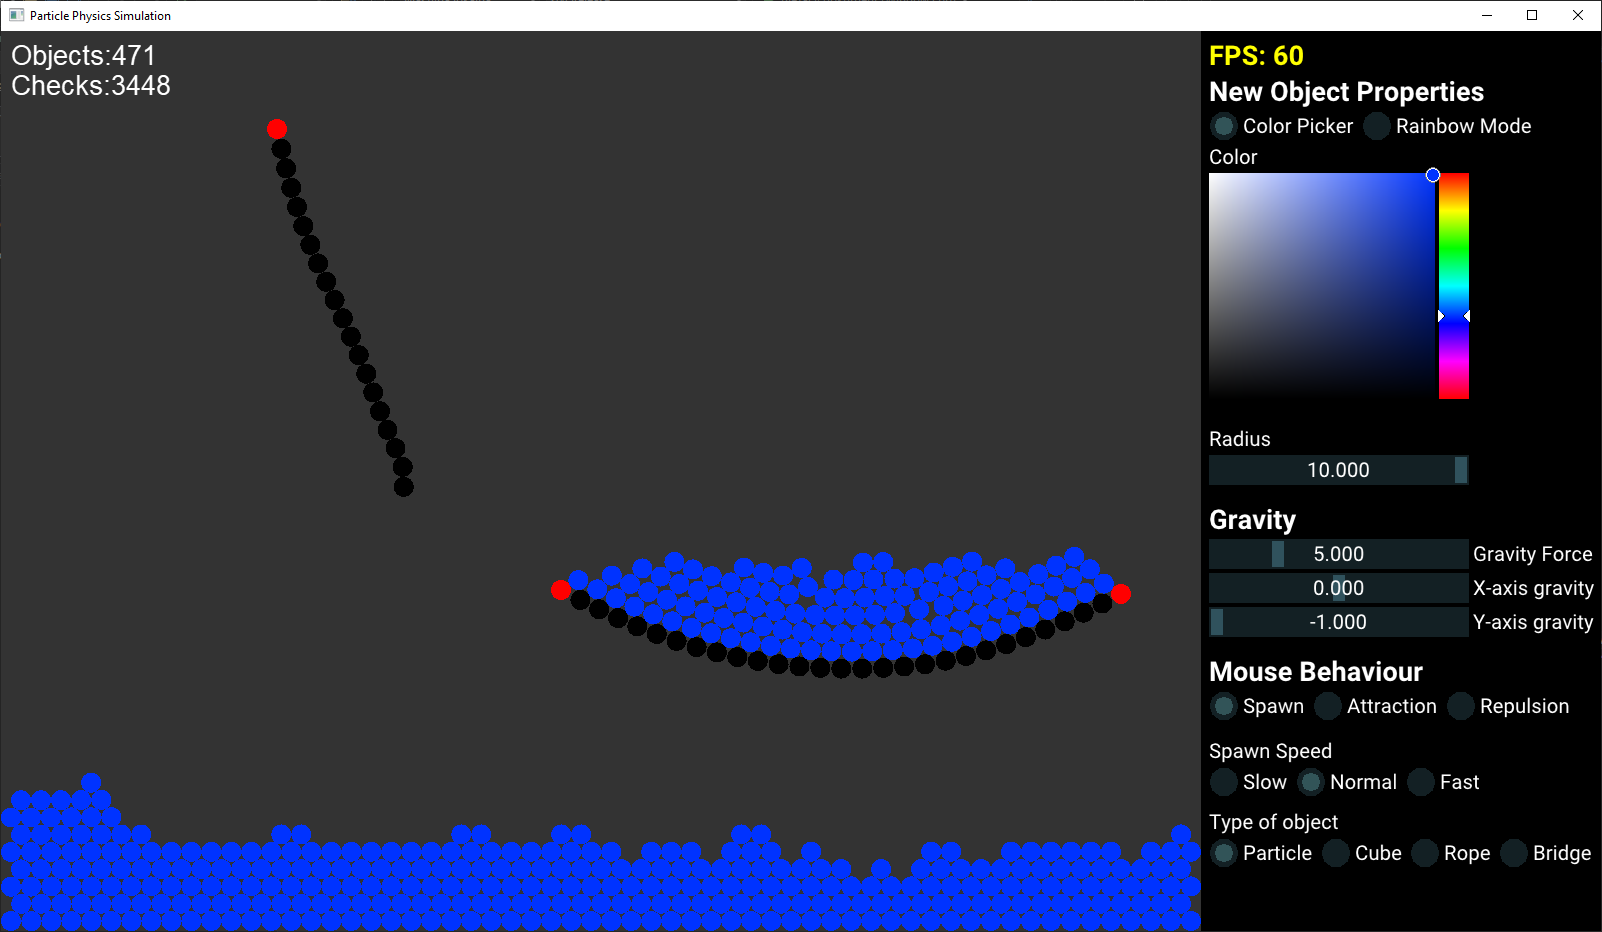 Particle Physics Simulation
Objects:471
Checks:3448
FPS: 60
New Object Properties
Color Picker Rainbow Mode
Color
Radius
10.000
Gravity
5.000 Gravity Force
0.000 X-axis gravity
-1.000 Y-axis gravity
Mouse Behaviour
Spawn Attraction Repulsion
Spawn Speed
Slow Normal Fast
Type of object
Particle Cube Rope Bridge